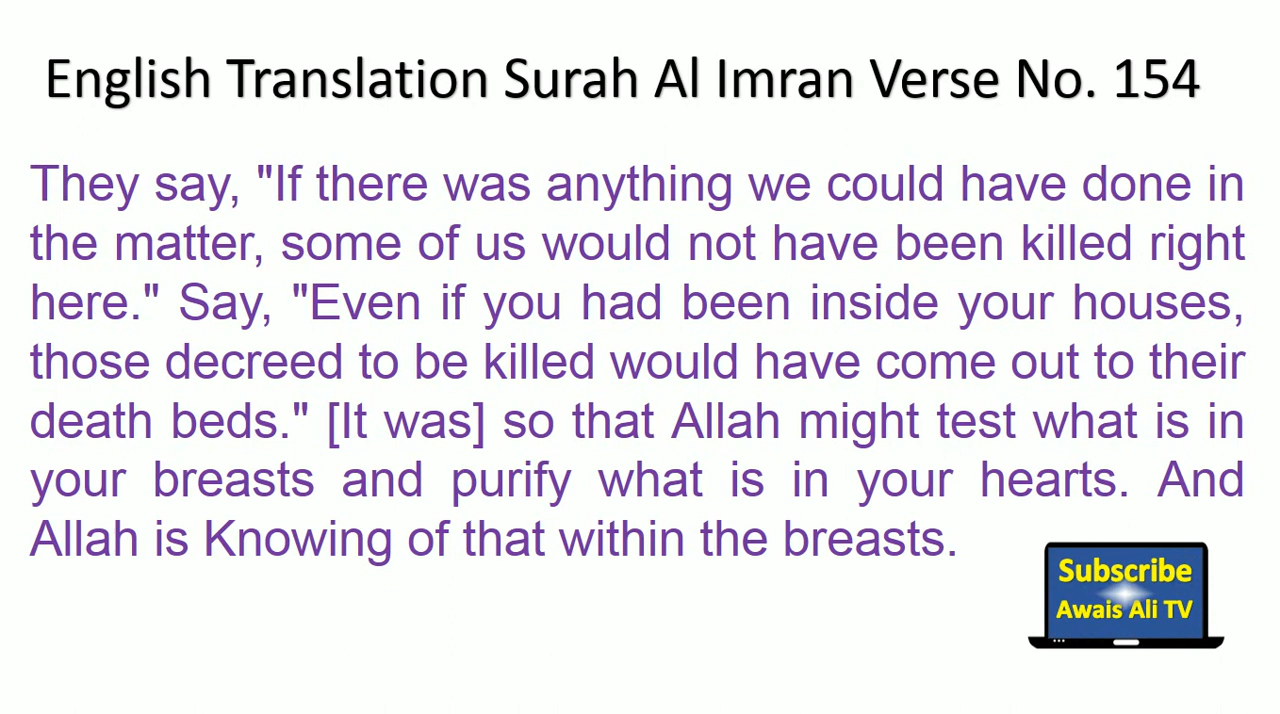 English Translation Surah Al Imran Verse No. 154
They say, "If there was anything we could have done in
the matter, some of us would not have been killed right
here." Say, "Even if you had been inside your houses,
those decreed to be killed would have come out to their
death beds." [It was] so that Allah might test what is in
your breasts and purify what is in your hearts. And
Allah is Knowing of that within the breasts.
Subscribe
Awais Ali TV